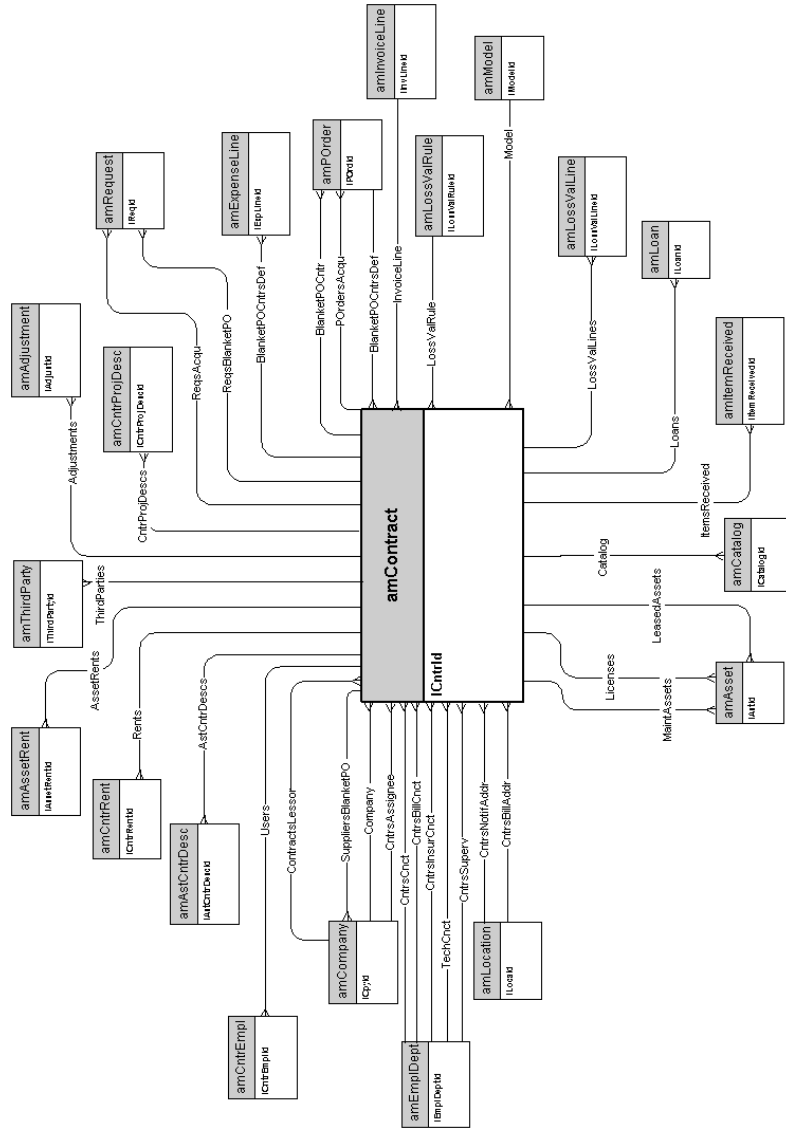 amContract
lCntrId
amAdjustment
lAdjustId
Adjustments
amCntrProjDesc
lCntrProjDescId
CntrProjDescs
amRequest
lReqId
ReqsAcqu
ReqsBlanketPO
amExpenseLine
lExpLineId
BlanketPOCntrsDef
amPOrder
lPOrdId
BlanketPOCntr
POrdersAcqu
BlanketPOCntrsDef
amInvoiceLine
lInvLineId
InvoiceLine
amLossValRule
lLossValRuleId
LossValRule
amModel
lModelId
Model
amLossValLine
lLossValLineId
LossValLines
amLoan
lLoanId
Loans
amItemReceived
lItemReceivedId
ItemsReceived
amCatalog
lCatalogId
Catalog
amAsset
lAstId
LeasedAssets
Licenses
MaintAssets
amLocation
lLocaId
CntrsNotifAddr
CntrsBillAddr
amEmplDept
lEmplDeptId
CntrsCnct
CntrsBillCnct
CntrsInsurCnct
TechCnct
CntrsSuperv
amCompany
lCpyId
ContractsLessor
SuppliersBlanketPO
Company
CntrsAssignee
amCntrEmpl
lCntrEmplId
Users
amAstCntrDesc
lAstCntrDescId
AstCntrDescs
amCntrRent
lCntrRentId
Rents
amAssetRent
lAssetRentId
AssetRents
amThirdParty
lThirdPartyId
ThirdParties